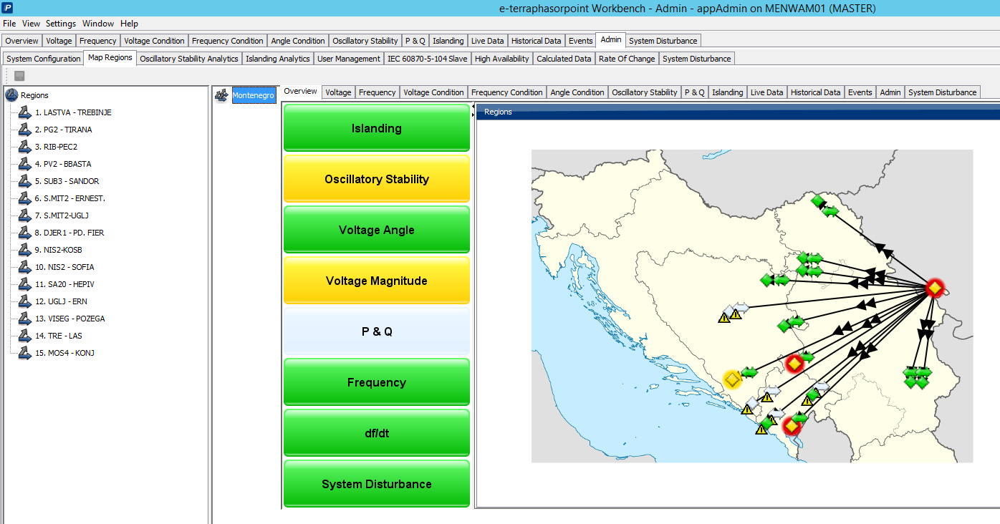 P
e-terraphasorpoint Workbench - Admin - appAdmin on MENWAM01 (MASTER)
File View Settings Window Help
Overview Voltage Frequency Voltage Condition Frequency Condition Angle Condition Oscillatory Stability P & Q Islanding Live Data Historical Data Events Admin System Disturbance
System Configuration Map Regions Oscillatory Stability Analytics Islanding Analytics User Management IEC 60870-5-104 Slave High Availability Calculated Data Rate Of Change System Disturbance
Regions
1. LASTVA - TREBINJE
2. PG2 - TIRANA
3. RIB-PEC2
4. PV2 - BBASTA
5. SUB3 - SANDOR
6. S.MIT2 - ERNEST.
7. S.MIT2-UGLJ
8. DJER1 - PD. FIER
9. NIS2-KOSB
10. NIS2 - SOFIA
11. SA20 - HEPIV
12. UGLJ - ERN
13. VISEG - POZEGA
14. TRE - LAS
15. MOS4 - KONJ
Montenegro
Overview Voltage Frequency Voltage Condition Frequency Condition Angle Condition Oscillatory Stability P & Q Islanding Live Data Historical Data Events Admin System Disturbance
Islanding
Oscillatory Stability
Voltage Angle
Voltage Magnitude
P & Q
Frequency
df/dt
System Disturbance
Regions